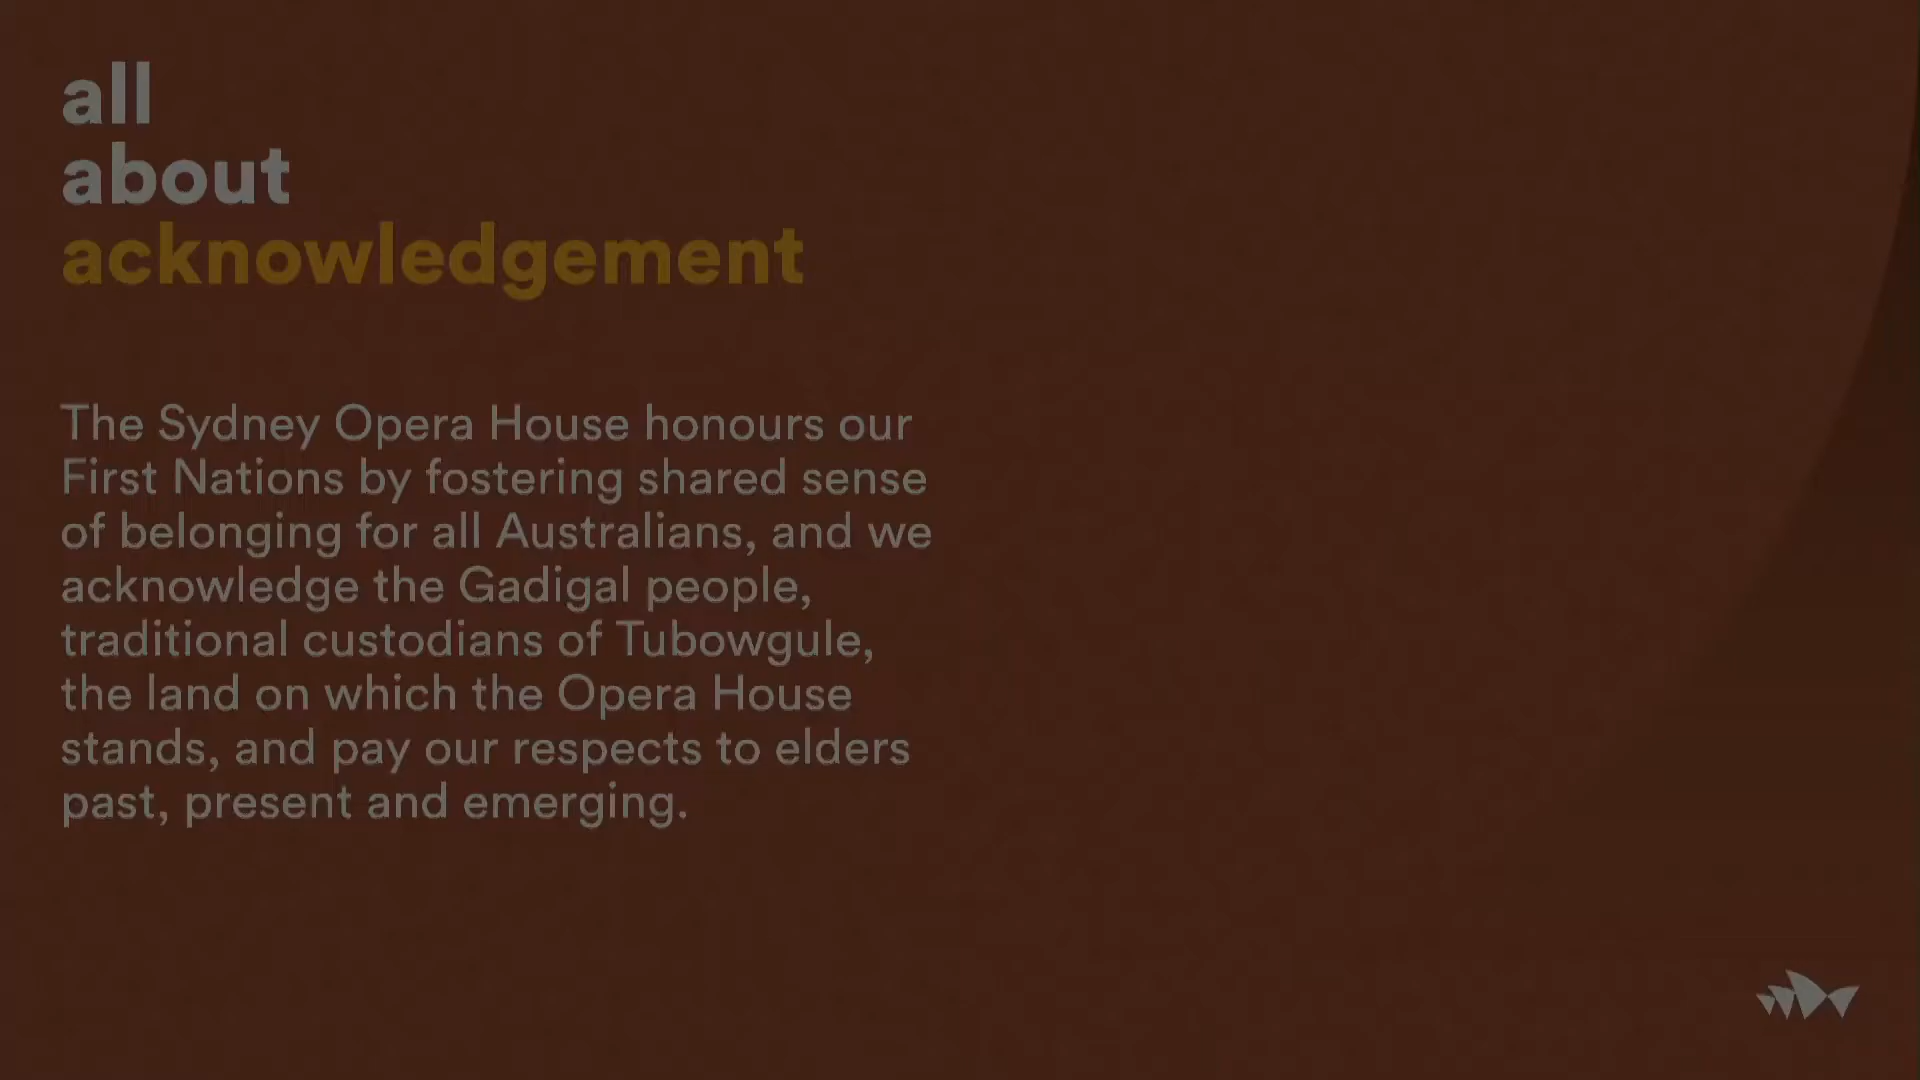 all
about
acknowledgement
The Sydney Opera House honours our
First Nations by fostering shared sense
of belonging for all Australians, and we
acknowledge the Gadigal people,
traditional custodians of Tubowgule,
the land on which the Opera House
stands, and pay our respects to elders
past, present and emerging.